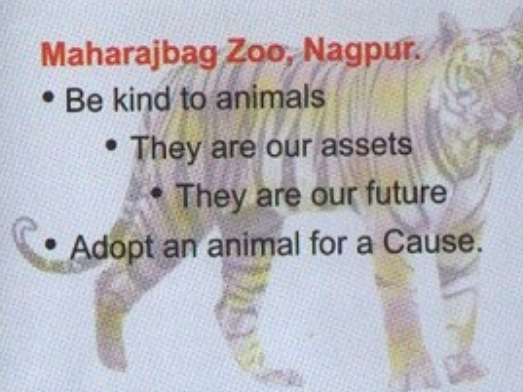 Maharajbag Zoo, Nagpur.
• Be kind to animals
• They are our assets
• They are our future
• Adopt an animal for a Cause.